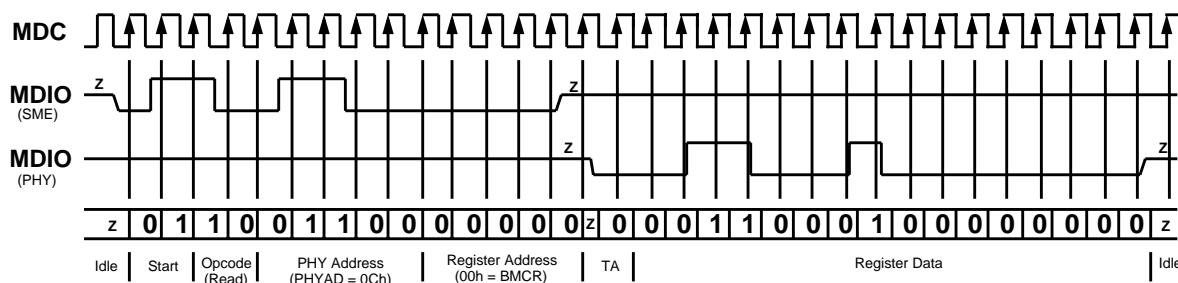 MDC
z
MDIO
(SME)
z
MDIO
(PHY)
z
z
z 0 1 1 0 0 1 1 0 0 0 0 0 0 0 z 0 0 0 1 1 0 0 0 1 0 0 0 0 0 0 0 0 z
Idle Start Opcode (Read) PHY Address (PHYAD = 0Ch) Register Address (00h = BMCR) TA Register Data Idle